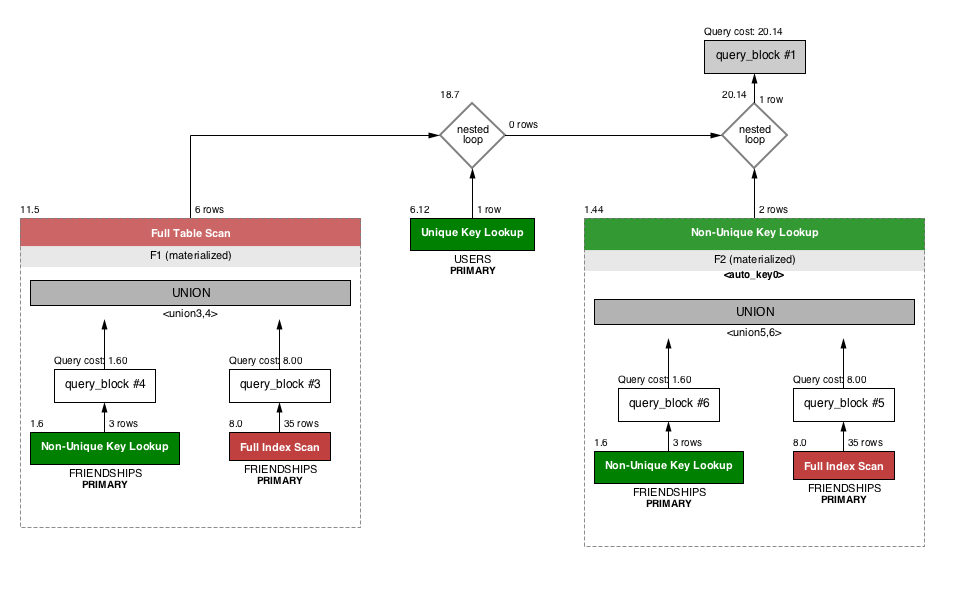 Query cost: 20.14
query_block #1
18.7
20.14
1 row
nested
loop
0 rows
nested
loop
11.5
6 rows
6.12
1 row
1.44
2 rows
Full Table Scan
F1 (materialized)
UNION
<union3,4>
Query cost: 1.60
query_block #4
Query cost: 8.00
query_block #3
1.6
3 rows
8.0
35 rows
Non-Unique Key Lookup
Full Index Scan
FRIENDSHIPS
PRIMARY
FRIENDSHIPS
PRIMARY
Unique Key Lookup
USERS
PRIMARY
Non-Unique Key Lookup
F2 (materialized)
<auto_key0>
UNION
<union5,6>
Query cost: 1.60
query_block #6
Query cost: 8.00
query_block #5
1.6
3 rows
8.0
35 rows
Non-Unique Key Lookup
Full Index Scan
FRIENDSHIPS
PRIMARY
FRIENDSHIPS
PRIMARY